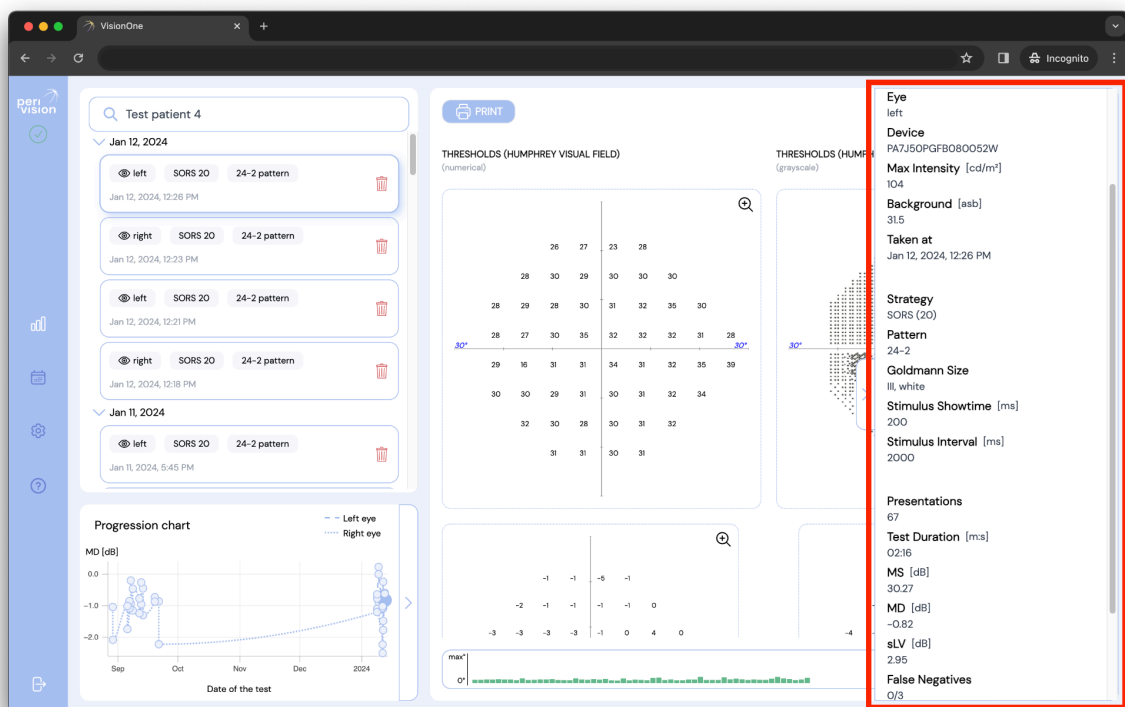 VisionOne
Incognito
peri
vision
Test patient 4
Jan 12, 2024
left SORS 20 24-2 pattern
Jan 12, 2024, 12:26 PM
right SORS 20 24-2 pattern
Jan 12, 2024, 12:23 PM
left SORS 20 24-2 pattern
Jan 12, 2024, 12:21 PM
right SORS 20 24-2 pattern
Jan 12, 2024, 12:18 PM
Jan 11, 2024
left SORS 20 24-2 pattern
Jan 11, 2024, 5:45 PM
Progression chart
Left eye
Right eye
MD [dB]
0.0
-1.0
-2.0
Sep Oct Nov Dec 2024
Date of the test
PRINT
THRESHOLDS (HUMPHREY VISUAL FIELD)
(numerical)
26 27 23 28
28 30 29 30 30 30
28 29 28 30 31 32 35 30
28 27 30 35 32 32 32 31 28
30° 30°
29 16 31 31 34 31 32 35 39
30 30 29 31 30 31 32 34
32 30 28 30 31 32
31 31 30 31
THRESHOLDS (HUMP
(grayscale)
30°
-1 -1 -5 -1
-2 -1 -1 -1 -1 0
-3 -3 -3 -3 -1 0 4 0
-4
max°
0°
Eye
left
Device
PA7J50PGFB080052W
Max Intensity [cd/m²]
104
Background [asb]
31.5
Taken at
Jan 12, 2024, 12:26 PM
Strategy
SORS (20)
Pattern
24-2
Goldmann Size
III, white
Stimulus Showtime [ms]
200
Stimulus Interval [ms]
2000
Presentations
67
Test Duration [m:s]
02:16
MS [dB]
30.27
MD [dB]
-0.82
sLV [dB]
2.95
False Negatives
0/3